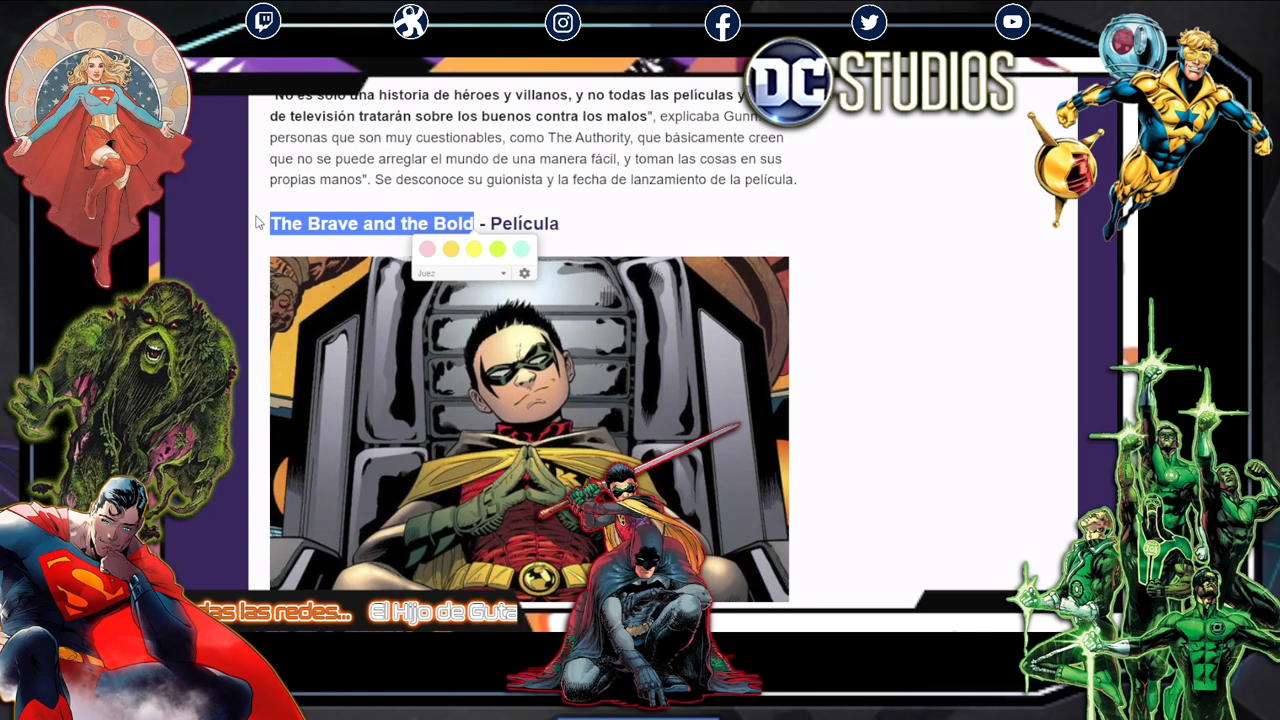 DC STUDIOS
"No es solo una historia de héroes y villanos, y no todas las películas y
de televisión tratarán sobre los buenos contra los malos", explicaba Gunn
personas que son muy cuestionables, como The Authority, que básicamente creen
que no se puede arreglar el mundo de una manera fácil, y toman las cosas en sus
propias manos". Se desconoce su guionista y la fecha de lanzamiento de la película.
The Brave and the Bold - Película
Juez
das las redes... El Hijo de Guta